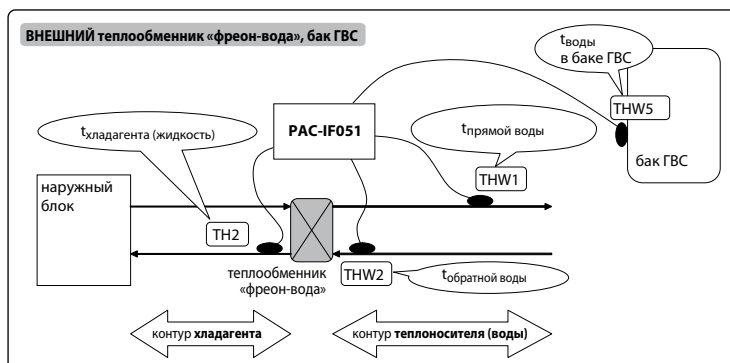 ВНЕШНИЙ теплообменник «фреон-вода», бак ГВС
tводы
в баке ГВС
THW5
бак ГВС
PAC-IF051
tхладагента (жидкость)
tпрямой воды
THW1
наружный
блок
TH2
теплообменник
«фреон-вода»
THW2
tобратной воды
контур хладагента
контур теплоносителя (воды)